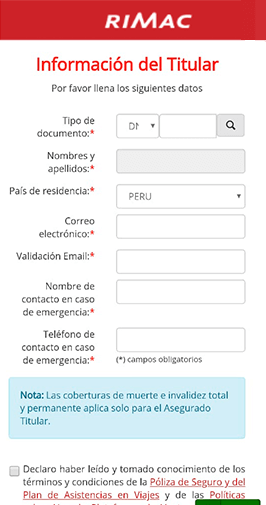 RIMAC
Información del Titular
Por favor llena los siguientes datos
Tipo de
documento:*
Nombres y
apellidos:*
País de residencia:*
PERU
Correo
electrónico:*
Validación Email:*
Nombre de
contacto en caso
de emergencia:*
Teléfono de
contacto en caso
de emergencia:*
(*) campos obligatorios
Nota: Las coberturas de muerte e invalidez total
y permanente aplica solo para el Asegurado
Titular.
Declaro haber leído y tomado conocimiento de los
términos y condiciones de la Póliza de Seguro y del
Plan de Asistencias en Viajes y de las Políticas